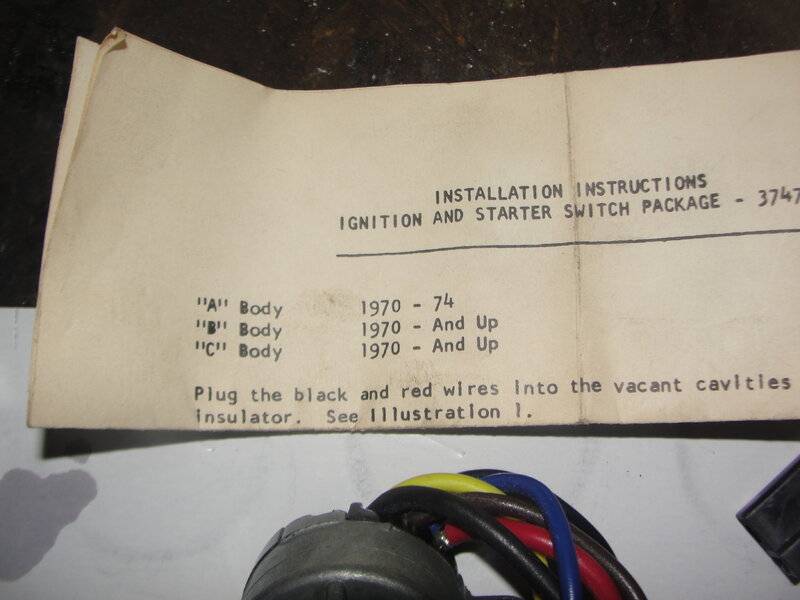 INSTALLATION INSTRUCTIONS
IGNITION AND STARTER SWITCH PACKAGE - 3747
"A" Body 1970 - 74
"B" Body 1970 - And Up
"C" Body 1970 - And Up
Plug the black and red wires into the vacant cavities
insulator. See Illustration 1.